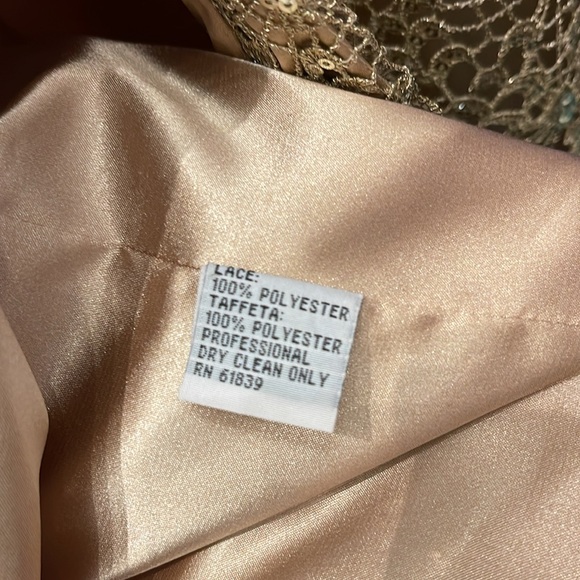 LACE:
100% POLYESTER
TAFFETA:
100% POLYESTER
PROFESSIONAL
DRY CLEAN ONLY
RN 61839